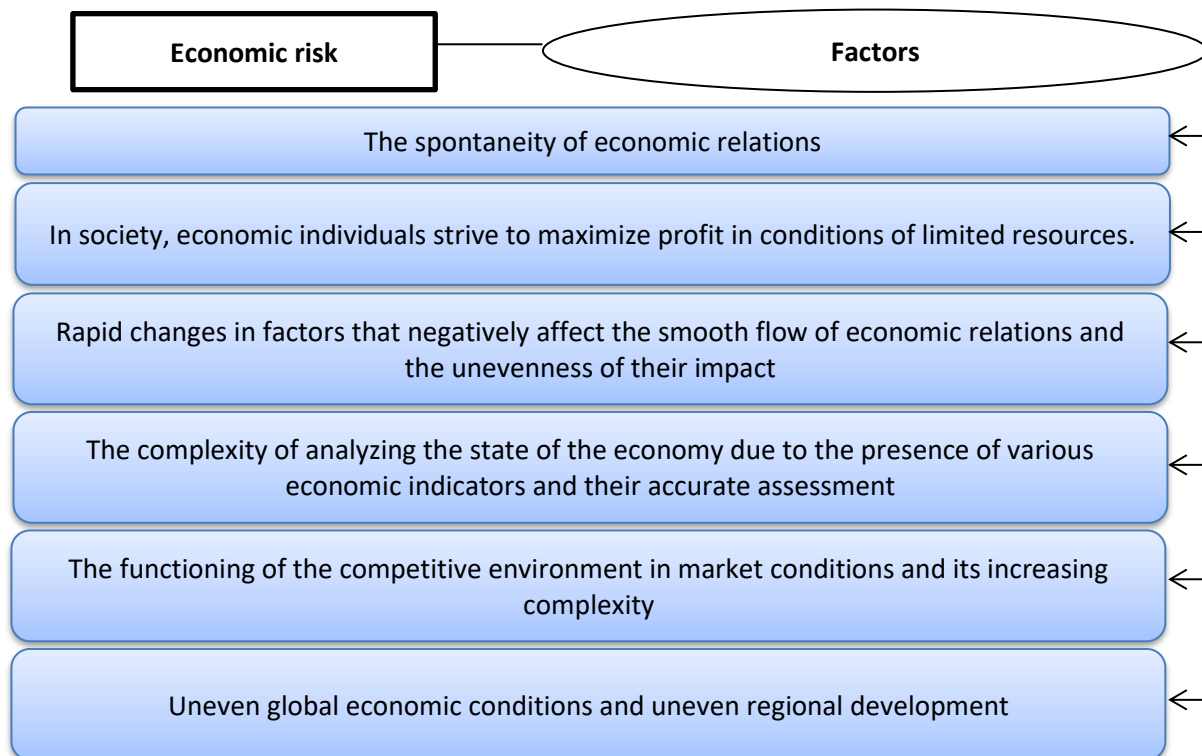 Economic risk
Factors
The spontaneity of economic relations
In society, economic individuals strive to maximize profit in conditions of limited resources.
Rapid changes in factors that negatively affect the smooth flow of economic relations and
the unevenness of their impact
The complexity of analyzing the state of the economy due to the presence of various
economic indicators and their accurate assessment
The functioning of the competitive environment in market conditions and its increasing
complexity
Uneven global economic conditions and uneven regional development